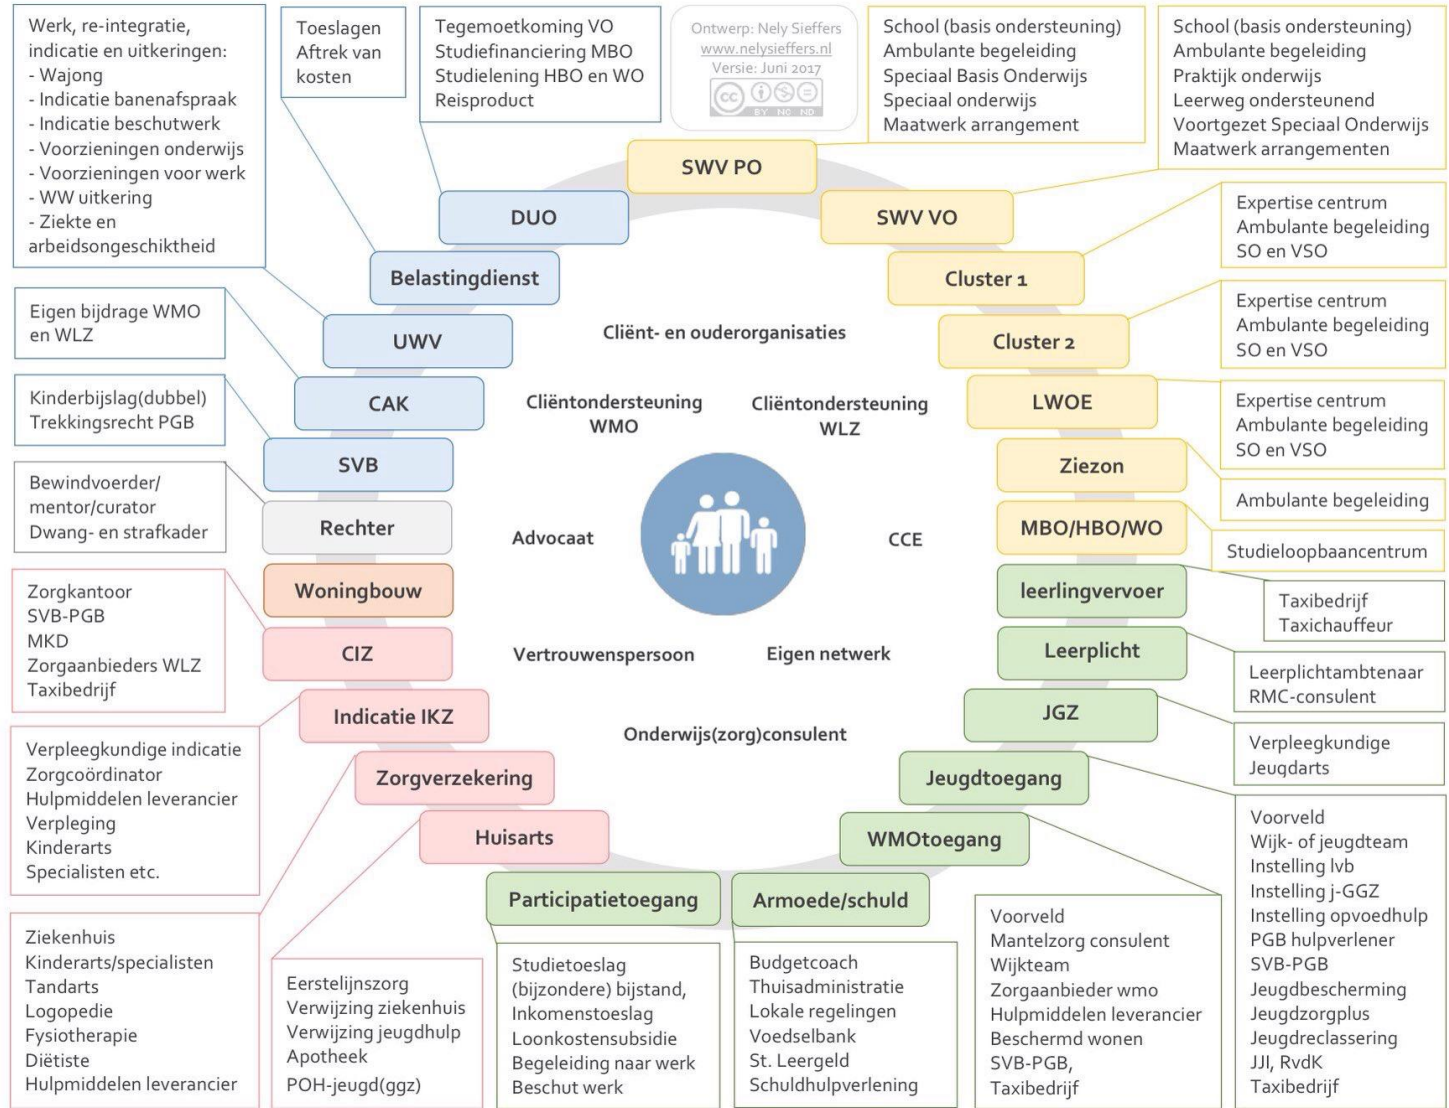 Werk, re-integratie,
indicatie en uitkeringen:
- Wajong
- Indicatie banenafspraak
- Indicatie beschutwerk
- Voorzieningen onderwijs
- Voorzieningen voor werk
- WW uitkering
- Ziekte en
arbeidsongeschiktheid
Toeslagen
Aftrek van
kosten
Tegemoetkoming VO
Studiefinanciering MBO
Studielening HBO en WO
Reisproduct
Ontwerp: Nely Sieffers
www.nelysieffers.nl
Versie: Juni 2017
cc
BY NC ND
School (basis ondersteuning)
Ambulante begeleiding
Speciaal Basis Onderwijs
Speciaal onderwijs
Maatwerk arrangement
School (basis ondersteuning)
Ambulante begeleiding
Praktijk onderwijs
Leerweg ondersteunend
Voortgezet Speciaal Onderwijs
Maatwerk arrangementen
SWV PO
DUO
SWV VO
Belastingdienst
Cluster 1
Expertise centrum
Ambulante begeleiding
SO en VSO
UWV
Cluster 2
Expertise centrum
Ambulante begeleiding
SO en VSO
Eigen bijdrage WMO
en WLZ
CAK
LWOE
Expertise centrum
Ambulante begeleiding
SO en VSO
Kinderbijslag(dubbel)
Trekkingsrecht PGB
SVB
Ziezon
Ambulante begeleiding
Bewindvoerder/
mentor/curator
Dwang- en strafkader
Rechter
MBO/HBO/WO
Studieloopbaancentrum
Cliënt- en ouderorganisaties
Cliëntondersteuning
WMO
Cliëntondersteuning
WLZ
Advocaat
CCE
Vertrouwenspersoon
Eigen netwerk
Onderwijs(zorg)consulent
Woningbouw
leerlingvervoer
Taxibedrijf
Taxichauffeur
Zorgkantoor
SVB-PGB
MKD
Zorgaanbieders WLZ
Taxibedrijf
CIZ
Leerplicht
Leerplichtambtenaar
RMC-consulent
Indicatie IKZ
JGZ
Verpleegkundige
Jeugdarts
Verpleegkundige indicatie
Zorgcoördinator
Hulpmiddelen leverancier
Verpleging
Kinderarts
Specialisten etc.
Zorgverzekering
Jeugdtoegang
Huisarts
WMOtoegang
Participatietoegang
Armoede/schuld
Ziekenhuis
Kinderarts/specialisten
Tandarts
Logopedie
Fysiotherapie
Diëtiste
Hulpmiddelen leverancier
Eerstelijnszorg
Verwijzing ziekenhuis
Verwijzing jeugdhulp
Apotheek
POH-jeugd(ggz)
Studietoeslag
(bijzondere) bijstand,
Inkomenstoeslag
Loonkostensubsidie
Begeleiding naar werk
Beschut werk
Budgetcoach
Thuisadministratie
Lokale regelingen
Voedselbank
St. Leergeld
Schuldhulpverlening
Voorveld
Mantelzorg consulent
Wijkteam
Zorgaanbieder wmo
Hulpmiddelen leverancier
Beschermd wonen
SVB-PGB,
Taxibedrijf
Voorveld
Wijk- of jeugdteam
Instelling lvb
Instelling j-GGZ
Instelling opvoedhulp
PGB hulpverlener
SVB-PGB
Jeugdbescherming
Jeugdzorgplus
Jeugdreclassering
JJI, RvdK
Taxibedrijf